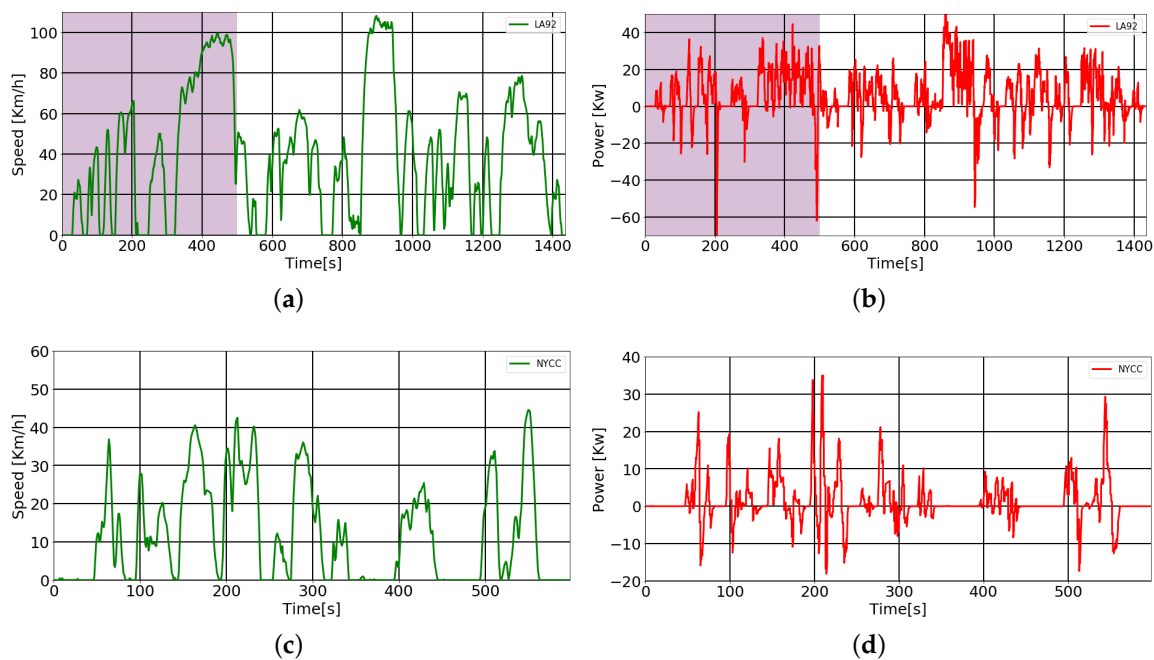 100
80
60
40
20
0
Speed [Km/h]
LA92
0 200 400 600 800 1000 1200 1400
Time[s]
(a)
40
20
0
−20
−40
−60
Power [Kw]
LA92
0 200 400 600 800 1000 1200 1400
Time[s]
(b)
60
50
40
30
20
10
0
Speed [Km/h]
NYCC
0 100 200 300 400 500
Time[s]
(c)
40
30
20
10
0
−10
−20
Power [Kw]
NYCC
0 100 200 300 400 500
Time[s]
(d)